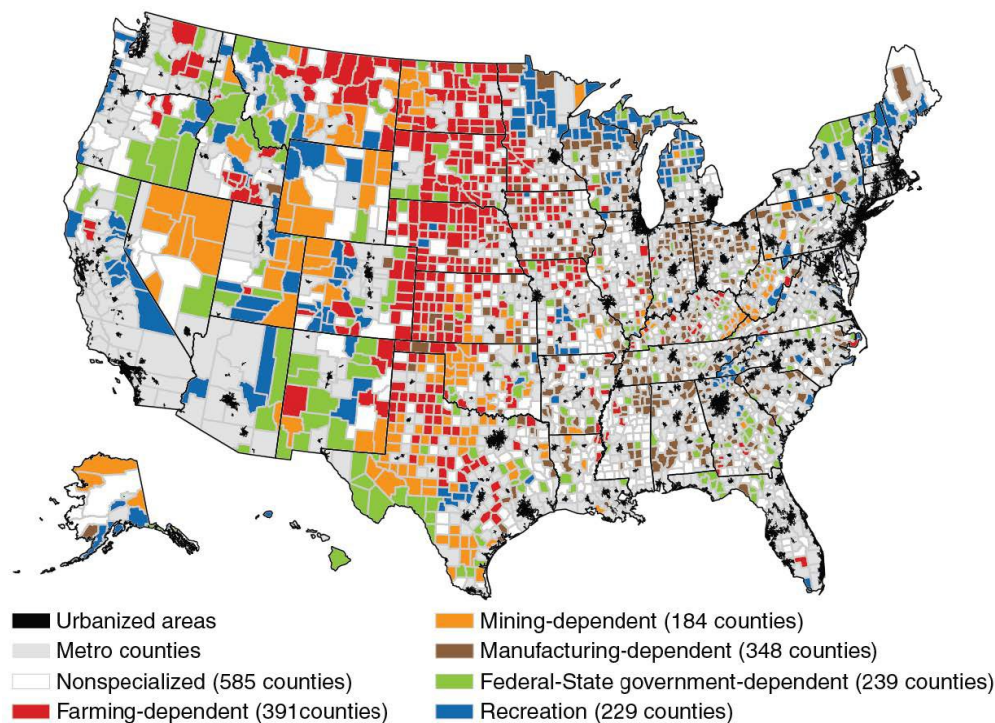 Urbanized areas
Metro counties
Nonspecialized (585 counties)
Farming-dependent (391counties)
Mining-dependent (184 counties)
Manufacturing-dependent (348 counties)
Federal-State government-dependent (239 counties)
Recreation (229 counties)